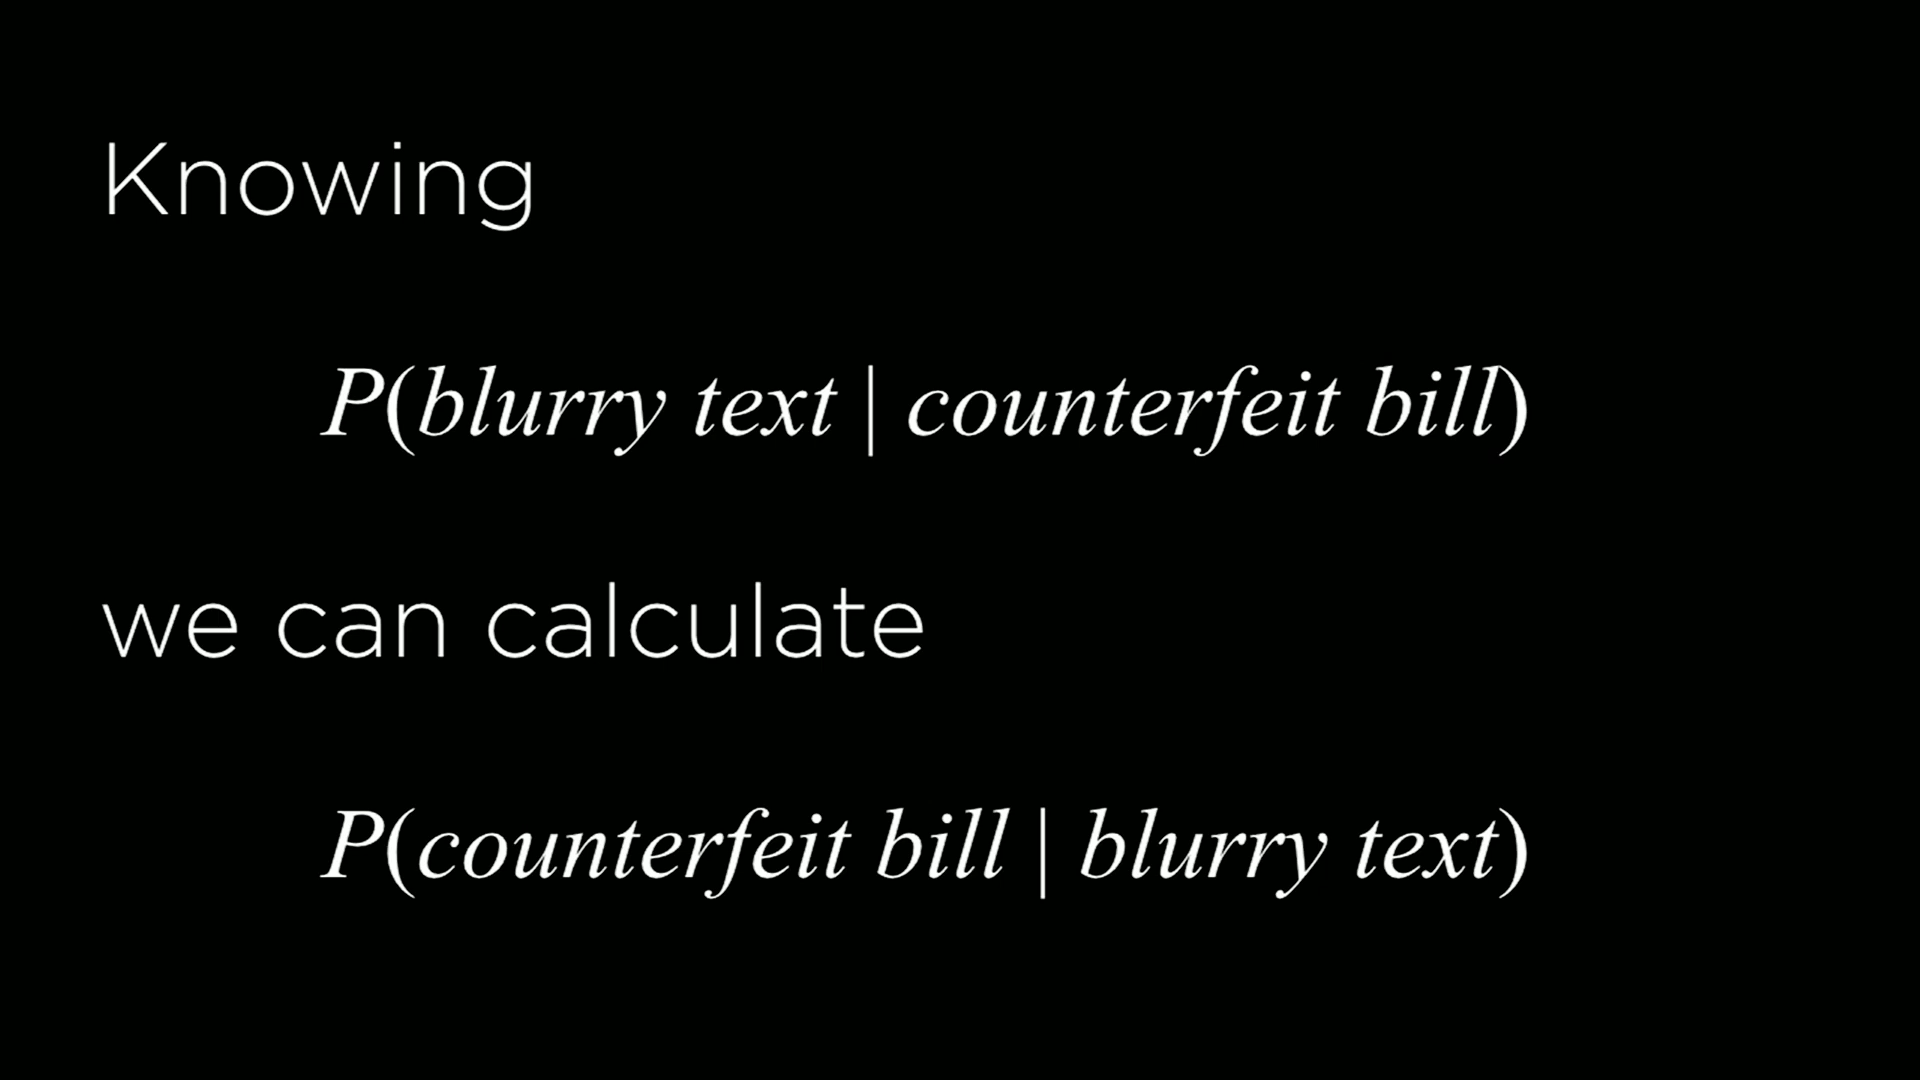 Knowing
P(blurry text | counterfeit bill)
we can calculate
P(counterfeit bill | blurry text)